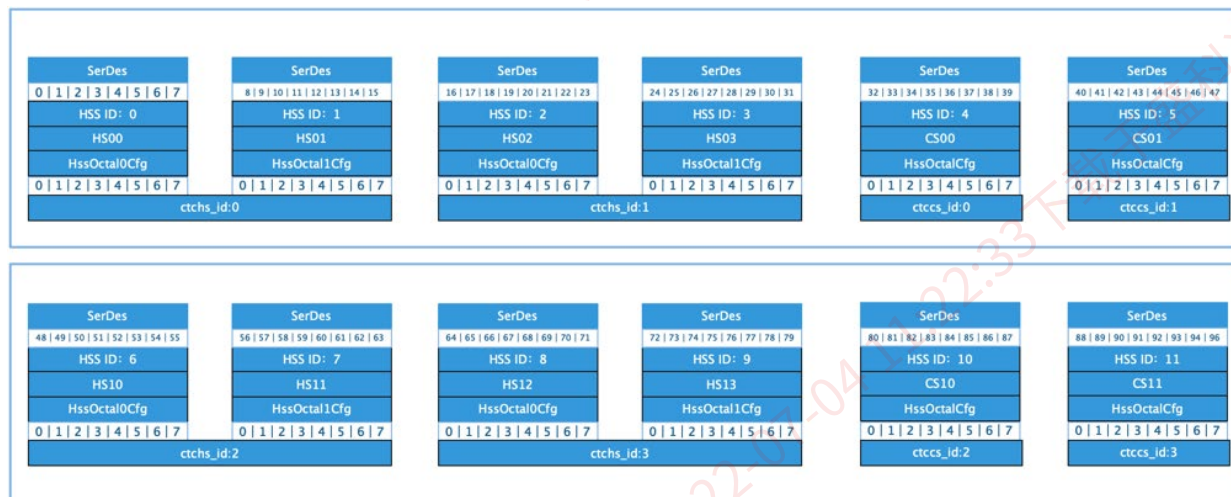 SerDes SerDes SerDes SerDes SerDes SerDes
0|1|2|3|4|5|6|7 8|9|10|11|12|13|14|15 16|17|18|19|20|21|22|23 24|25|26|27|28|29|30|31 32|33|34|35|36|37|38|39 40|41|42|43|44|45|46|47
HSS ID: 0 HSS ID: 1 HSS ID: 2 HSS ID: 3 HSS ID: 4 HSS ID: 5
HS00 HS01 HS02 HS03 CS00 CS01
HssOctal0Cfg HssOctal1Cfg HssOctal0Cfg HssOctal1Cfg HssOctalCfg HssOctalCfg
0|1|2|3|4|5|6|7 0|1|2|3|4|5|6|7 0|1|2|3|4|5|6|7 0|1|2|3|4|5|6|7 0|1|2|3|4|5|6|7 0|1|2|3|4|5|6|7
ctchs_id:0 ctchs_id:1 ctccs_id:0 ctccs_id:1
SerDes SerDes SerDes SerDes SerDes SerDes
48|49|50|51|52|53|54|55 56|57|58|59|60|61|62|63 64|65|66|67|68|69|70|71 72|73|74|75|76|77|78|79 80|81|82|83|84|85|86|87 88|89|90|91|92|93|94|96
HSS ID: 6 HSS ID: 7 HSS ID: 8 HSS ID: 9 HSS ID: 10 HSS ID: 11
HS10 HS11 HS12 HS13 CS10 CS11
HssOctal0Cfg HssOctal1Cfg HssOctal0Cfg HssOctal1Cfg HssOctalCfg HssOctalCfg
0|1|2|3|4|5|6|7 0|1|2|3|4|5|6|7 0|1|2|3|4|5|6|7 0|1|2|3|4|5|6|7 0|1|2|3|4|5|6|7 0|1|2|3|4|5|6|7
ctchs_id:2 ctchs_id:3 ctccs_id:2 ctccs_id:3
22-07-04 11:22:33下载于盛科